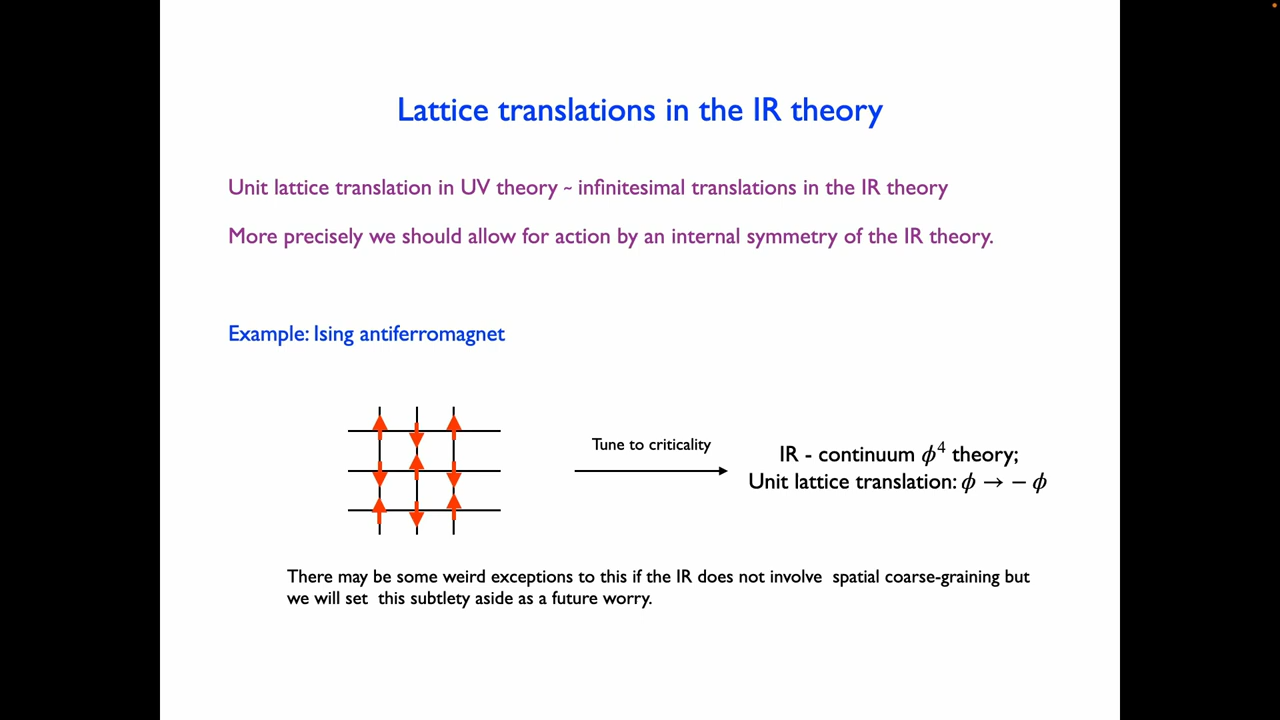 Lattice translations in the IR theory
Unit lattice translation in UV theory ~ infinitesimal translations in the IR theory
More precisely we should allow for action by an internal symmetry of the IR theory.
Example: Ising antiferromagnet
Tune to criticality
IR - continuum ϕ⁴ theory;
Unit lattice translation: ϕ → − ϕ
There may be some weird exceptions to this if the IR does not involve spatial coarse-graining but
we will set this subtlety aside as a future worry.